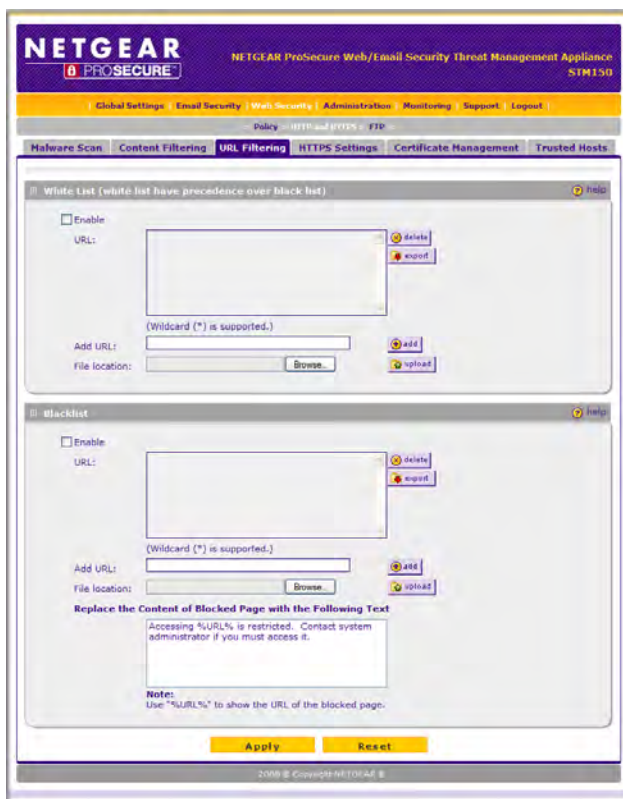 NETGEAR
PROSECURE
NETGEAR ProSecure Web/Email Security Threat Management Appliance
STM150
Global Settings | Email Security | Web Security | Administration | Monitoring | Support | Logout
Policy :: HTTP and HTTPS :: FTP
Malware Scan Content Filtering URL Filtering HTTPS Settings Certificate Management Trusted Hosts
White List (white list have precedence over black list) help
Enable
URL: delete
export
(Wildcard (*) is supported.)
Add URL: add
File location: Browse... upload
Blacklist help
Enable
URL: delete
export
(Wildcard (*) is supported.)
Add URL: add
File location: Browse... upload
Replace the Content of Blocked Page with the Following Text
Accessing %URL% is restricted. Contact system
administrator if you must access it.
Note:
Use "%URL%" to show the URL of the blocked page.
Apply Reset
2008 © Copyright NETGEAR ®